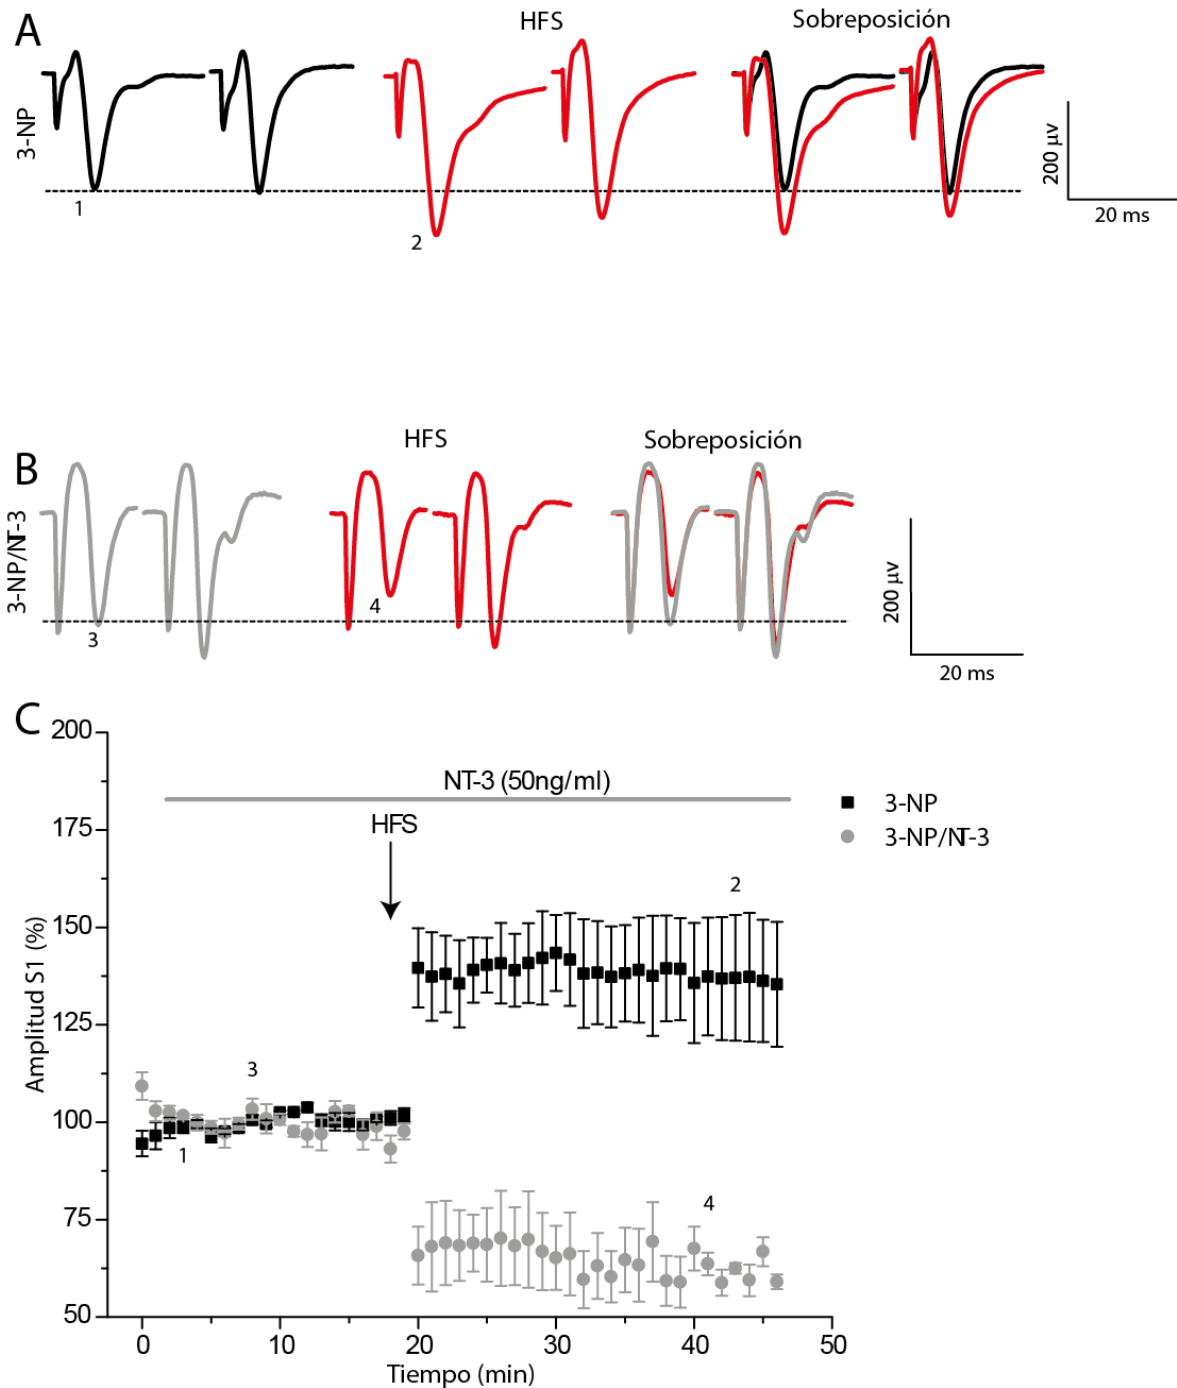 A
HFS
Sobreposición
3-NP
1
2
200 μv
20 ms
B
HFS
Sobreposición
3-NP/NT-3
3
4
200 μv
20 ms
C
200
175
150
125
100
75
50
Amplitud S1 (%)
NT-3 (50ng/ml)
HFS
3-NP
3-NP/NT-3
1
2
3
4
0
10
20
30
40
50
Tiempo (min)